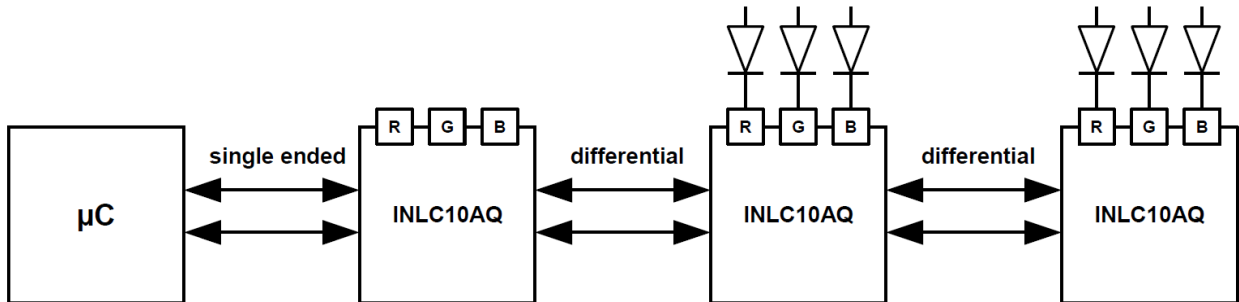 R G B R G B R G B
single ended differential differential
µC INLC10AQ INLC10AQ INLC10AQ